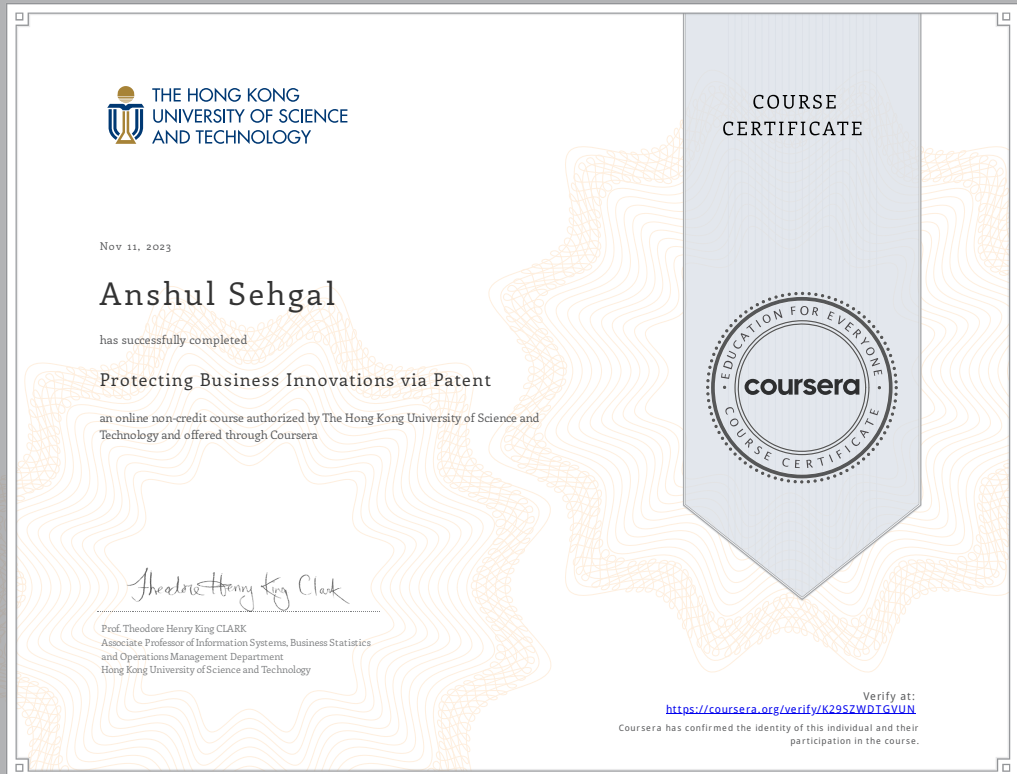 THE HONG KONG
UNIVERSITY OF SCIENCE
AND TECHNOLOGY
COURSE
CERTIFICATE
Nov 11, 2023
Anshul Sehgal
has successfully completed
Protecting Business Innovations via Patent
an online non-credit course authorized by The Hong Kong University of Science and
Technology and offered through Coursera
EDUCATION FOR EVERYONE
coursera
COURSE CERTIFICATE
Theodore Henry King Clark
Prof. Theodore Henry King CLARK
Associate Professor of Information Systems, Business Statistics
and Operations Management Department
Hong Kong University of Science and Technology
Verify at:
https://coursera.org/verify/K29SZWDTGVUN
Coursera has confirmed the identity of this individual and their
participation in the course.